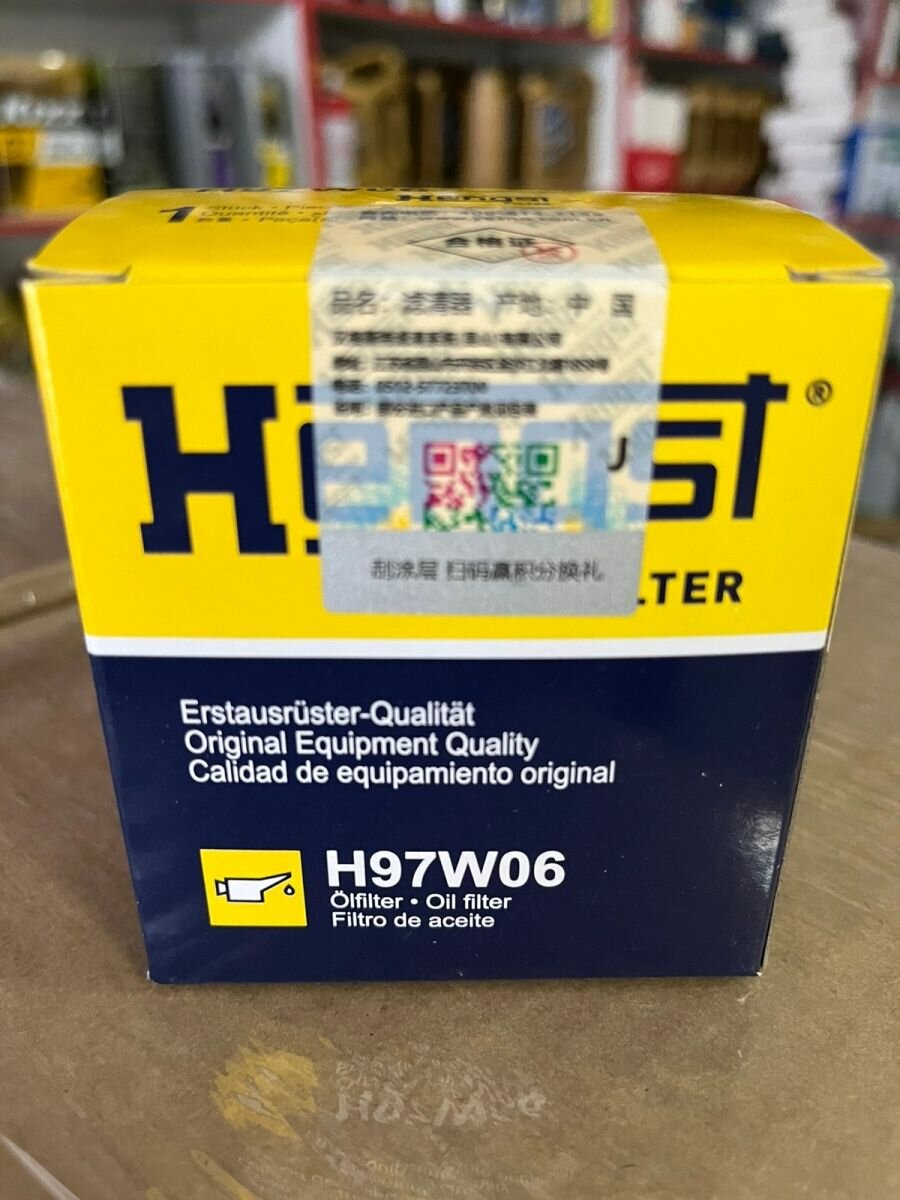 1
Hengst
合格证
品名：滤清器 产地：中 国
Hengst®
LTER
刮涂层 扫码赢积分换礼
Erstausrüster-Qualität
Original Equipment Quality
Calidad de equipamiento original
H97W06
Ölfilter • Oil filter
Filtro de aceite